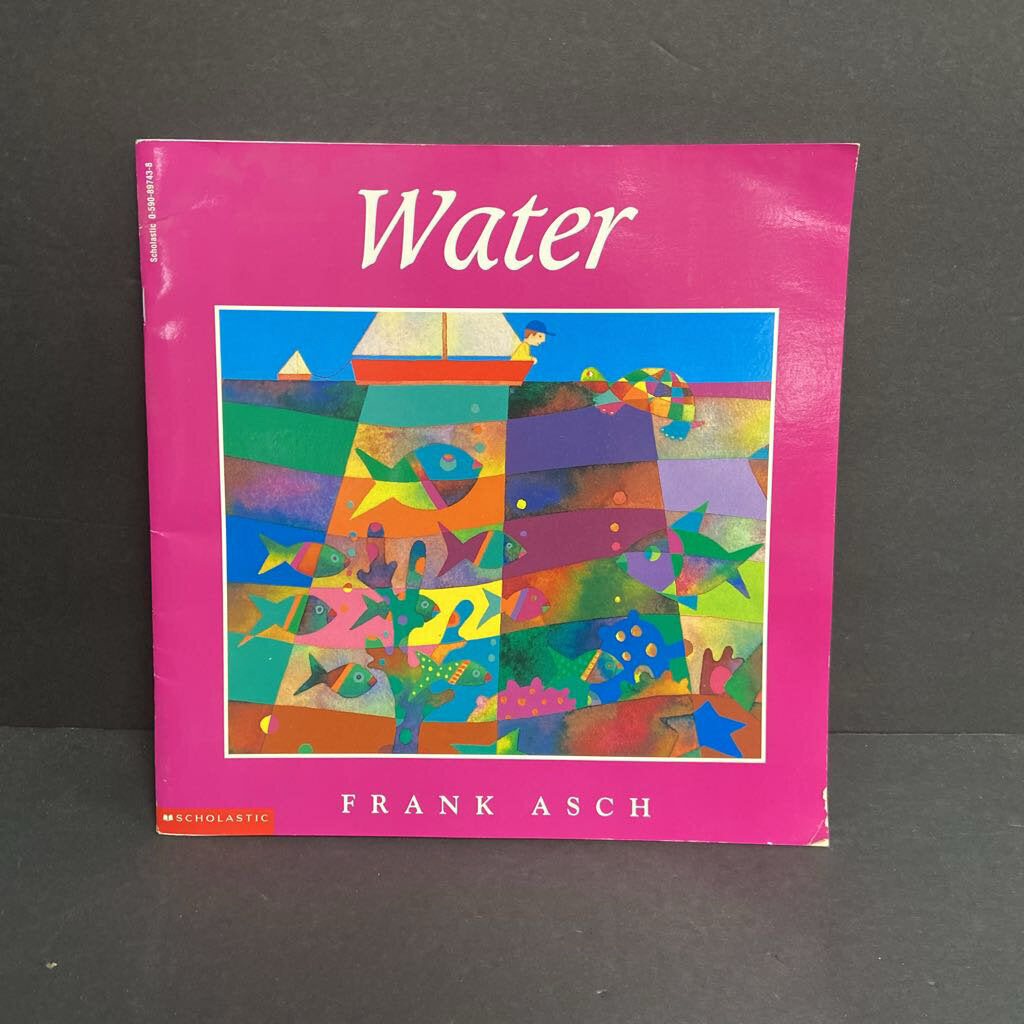 Scholastic 0-590-89743-8
Water
FRANK ASCH
SCHOLASTIC